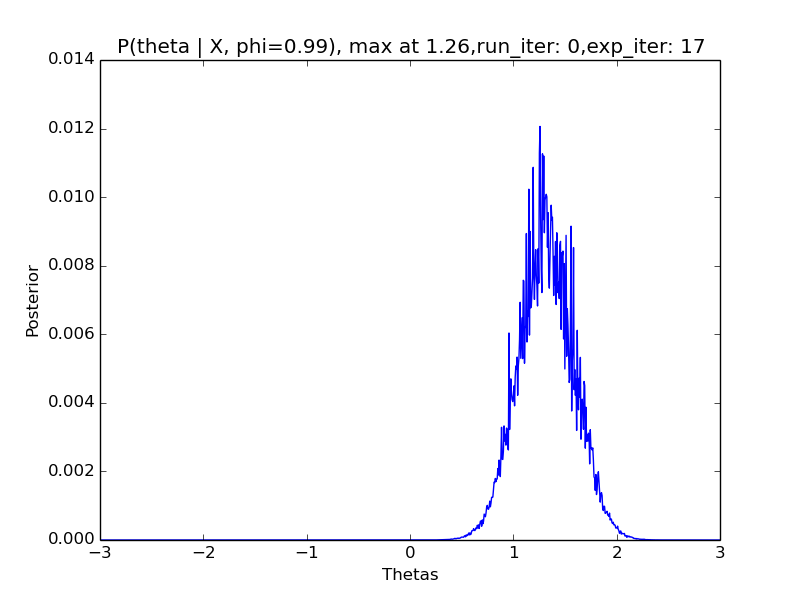 P(theta | X, phi=0.99), max at 1.26,run_iter: 0,exp_iter: 17
0.014
0.012
0.010
0.008
0.006
0.004
0.002
0.000
Posterior
−3 −2 −1 0 1 2 3
Thetas